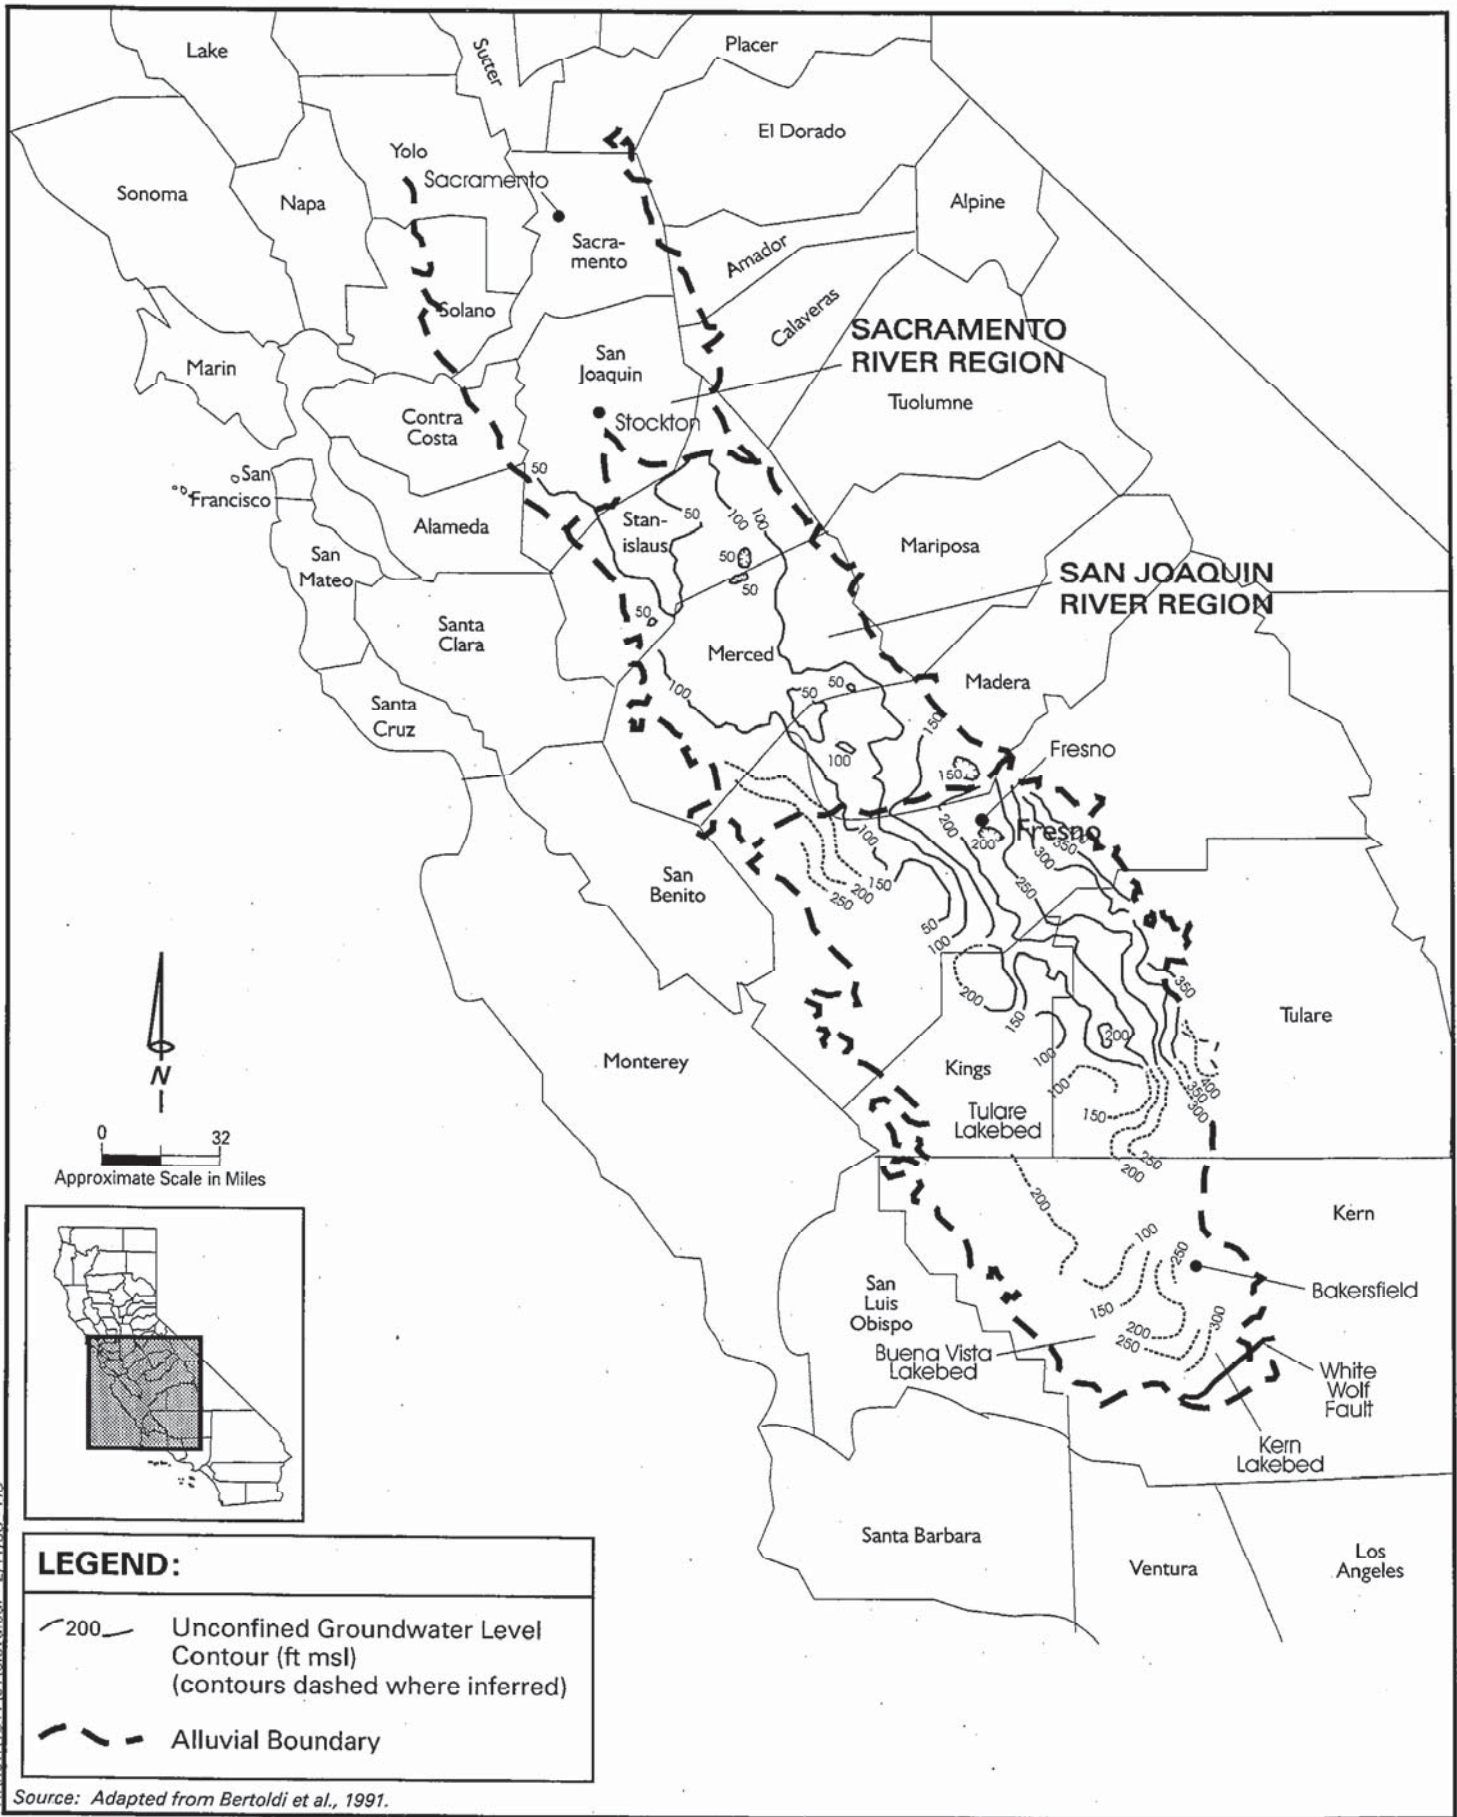 Lake
Sutter
Placer
El Dorado
Yolo
Sacramento
Sonoma
Napa
Alpine
Sacra-
mento
Amador
Solano
Calaveras
SACRAMENTO
RIVER REGION
San
Joaquin
Marin
Tuolumne
Contra
Costa
Stockton
50
San
Francisco
Alameda
Stan-
islaus
50
100
100
Mariposa
50
50
San
Mateo
SAN JOAQUIN
RIVER REGION
50
Santa
Clara
Merced
Madera
100
50
50
Santa
Cruz
150
100
150
Fresno
200
200
Fresno
350
300
100
150
200
250
250
San
Benito
50
100
200
150
350
Tulare
200
100
Monterey
Kings
100
400
350
300
150
Tulare
Lakebed
250
200
N
0 32
Approximate Scale in Miles
200
Kern
100
250
Bakersfield
San
Luis
Obispo
150
200
250
300
Buena Vista
Lakebed
White
Wolf
Fault
Kern
Lakebed
Santa Barbara
Ventura
Los
Angeles
LEGEND:
200
Unconfined Groundwater Level
Contour (ft msl)
(contours dashed where inferred)
Alluvial Boundary
Source: Adapted from Bertoldi et al., 1991.